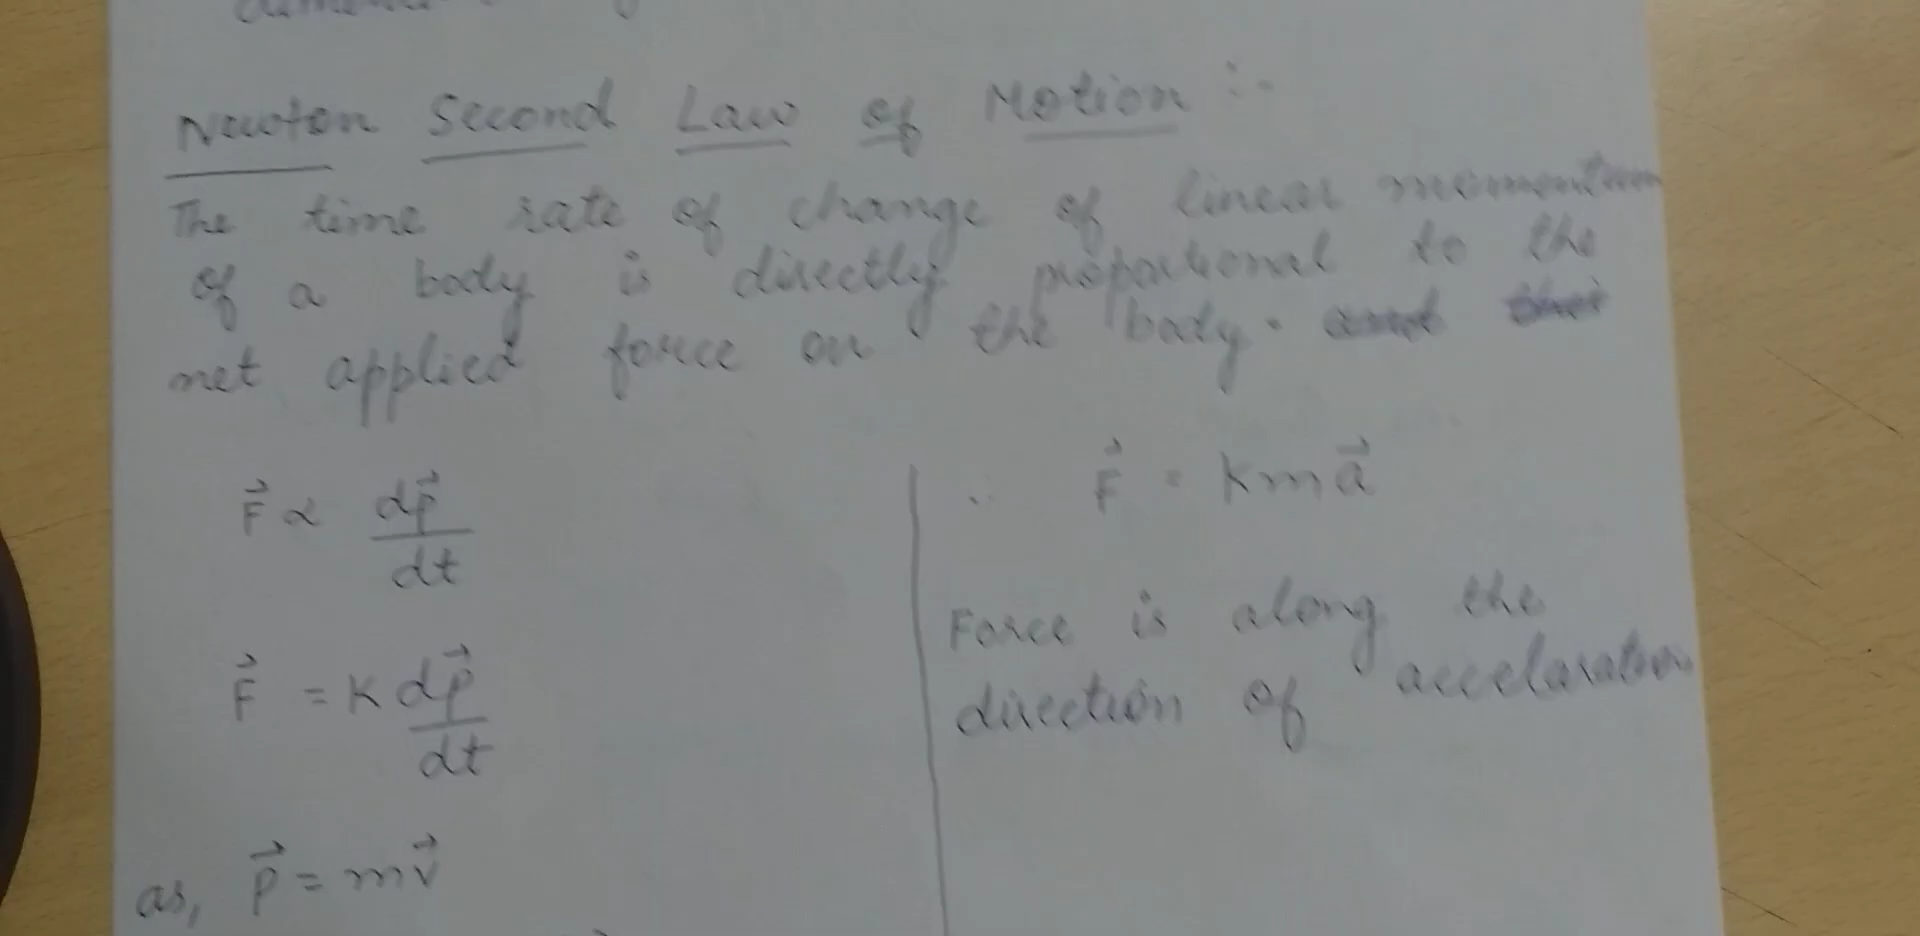 Newton Second Law of Motion :-
The time rate of change of linear momentum
of a body is directly proportional to the
net applied force on the body.
F⃗ ∝ dp⃗/dt
F⃗ = K dp⃗/dt
as, p⃗ = mv⃗
∴ F⃗ = Kma⃗
Force is along the
direction of accelaration